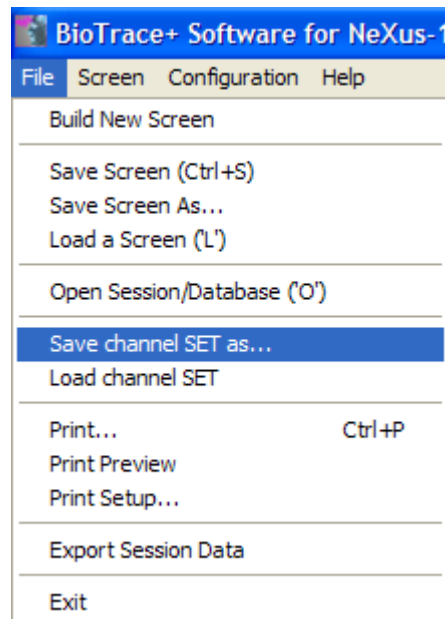 BioTrace+ Software for NeXus-1
File Screen Configuration Help
Build New Screen
Save Screen (Ctrl+S)
Save Screen As...
Load a Screen ('L')
Open Session/Database ('O')
Save channel SET as...
Load channel SET
Print... Ctrl+P
Print Preview
Print Setup...
Export Session Data
Exit